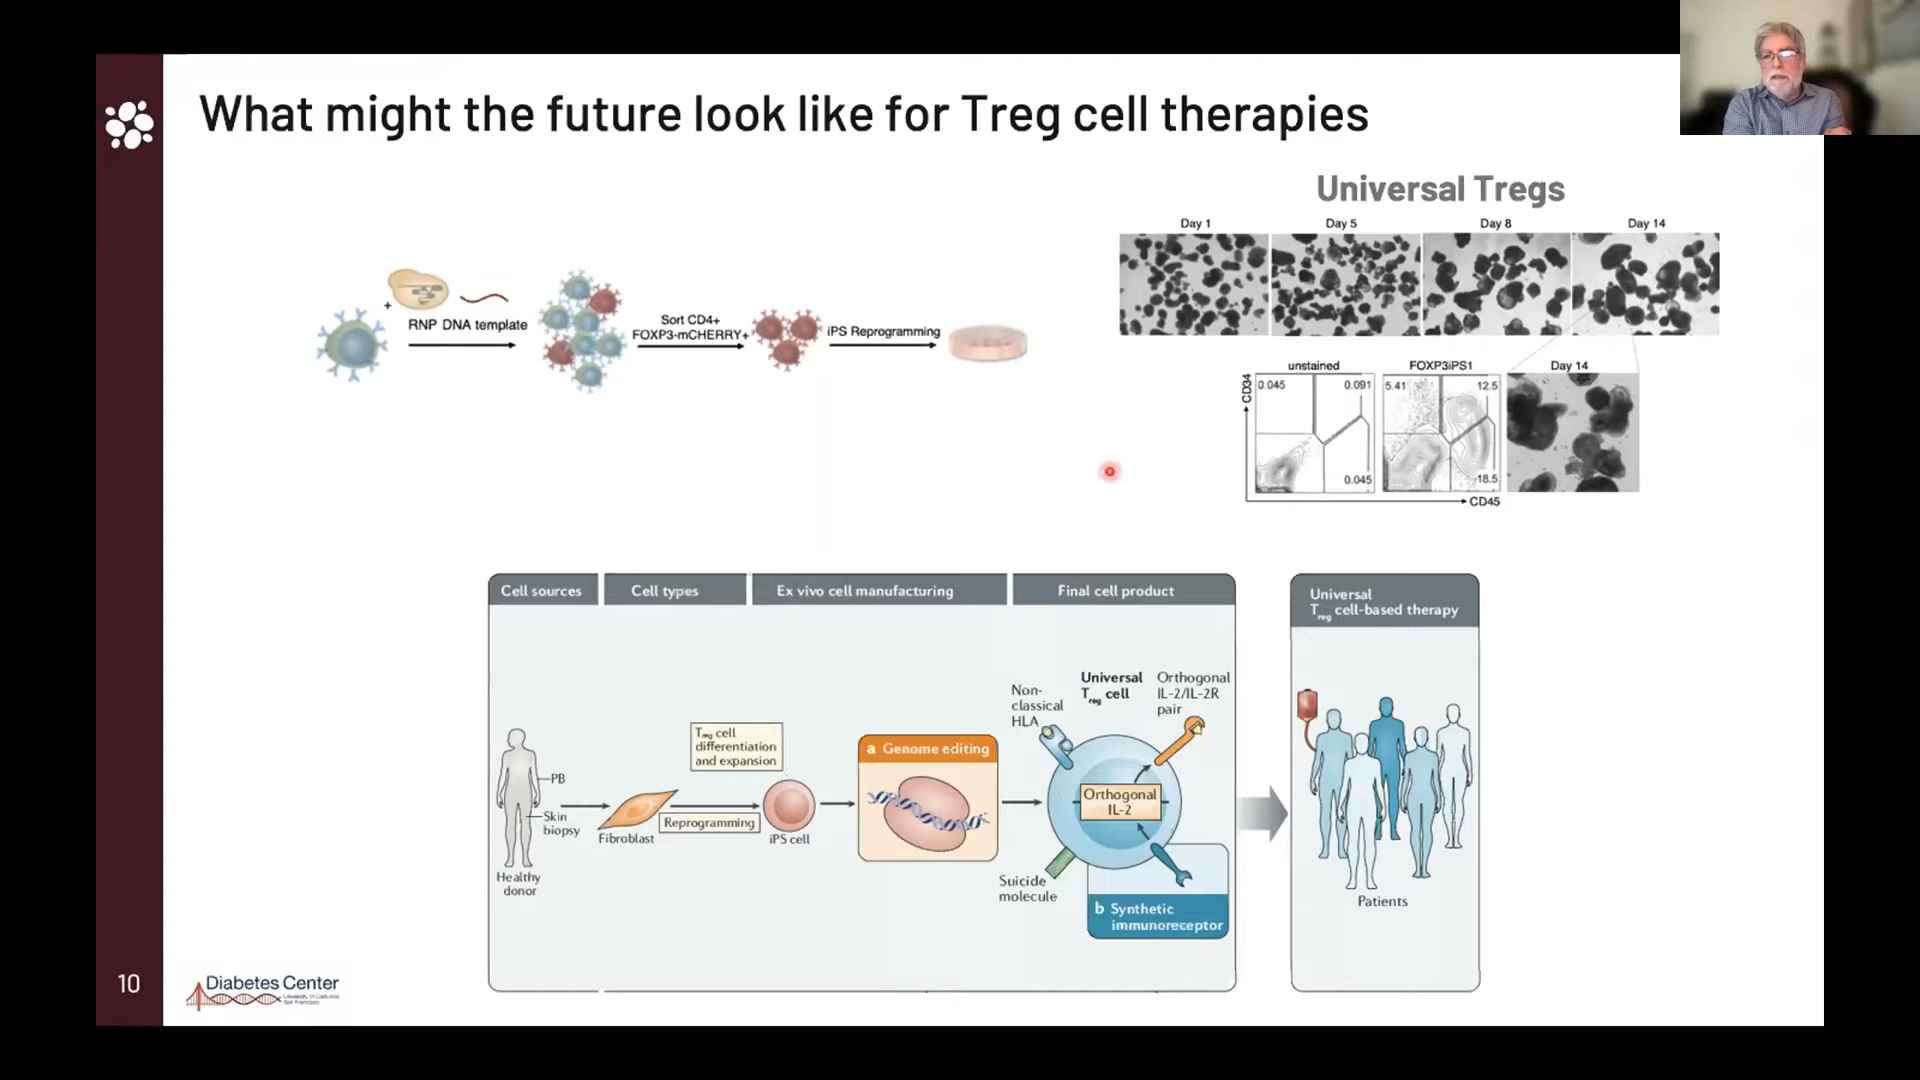 What might the future look like for Treg cell therapies
Universal Tregs
Day 1
Day 5
Day 8
Day 14
+
RNP DNA template
Sort CD4+
FOXP3-mCHERRY+
iPS Reprogramming
unstained
FOXP3iPS1
Day 14
CD34
0.045
0.091
0.045
5.41
12.5
18.5
CD45
Cell sources
Cell types
Ex vivo cell manufacturing
Final cell product
Universal
Treg cell-based therapy
PB
Skin
biopsy
Healthy
donor
Fibroblast
Treg cell
differentiation
and expansion
Reprogramming
iPS cell
a Genome editing
Non-
classical
HLA
Universal
Treg cell
Orthogonal
IL-2/IL-2R
pair
Orthogonal
IL-2
Suicide
molecule
b Synthetic
immunoreceptor
Patients
10
Diabetes Center
University of California
San Francisco